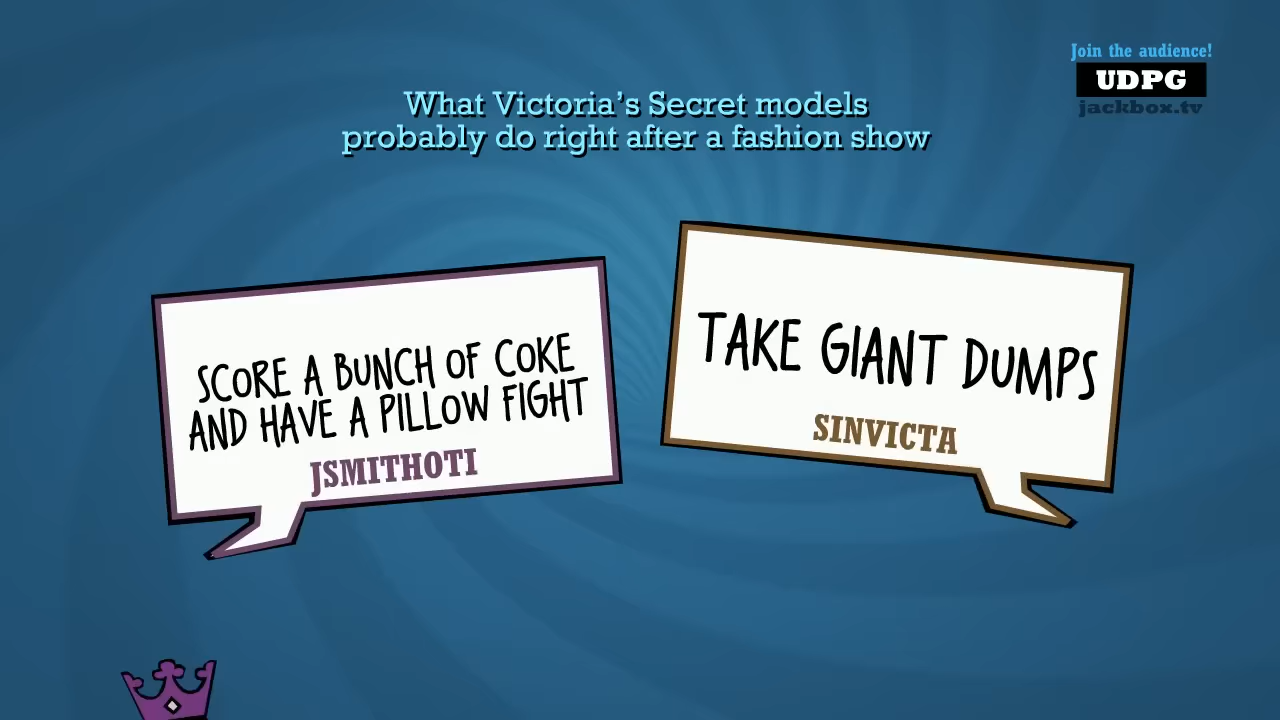 Join the audience!
UDPG
jackbox.tv
What Victoria's Secret models
probably do right after a fashion show
SCORE A BUNCH OF COKE
AND HAVE A PILLOW FIGHT
JSMITHOTI
TAKE GIANT DUMPS
SINVICTA